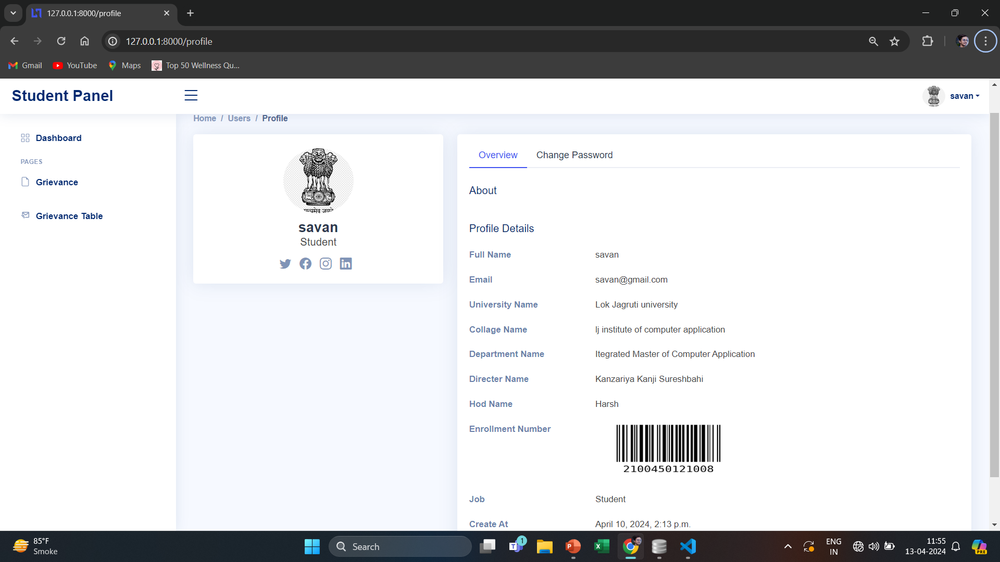 127.0.0.1:8000/profile
127.0.0.1:8000/profile
Gmail YouTube Maps Top 50 Wellness Qu...
Student Panel
savan
Home / Users / Profile
Dashboard
PAGES
Grievance
Grievance Table
सत्यमेव जयते
savan
Student
Overview Change Password
About
Profile Details
Full Name savan
Email savan@gmail.com
University Name Lok Jagruti university
Collage Name lj institute of computer application
Department Name Itegrated Master of Computer Application
Directer Name Kanzariya Kanji Sureshbahi
Hod Name Harsh
Enrollment Number
2100450121008
Job Student
Create At April 10, 2024, 2:13 p.m.
85°F
Smoke
Search
1
ENG
IN
11:55
13-04-2024
PRE